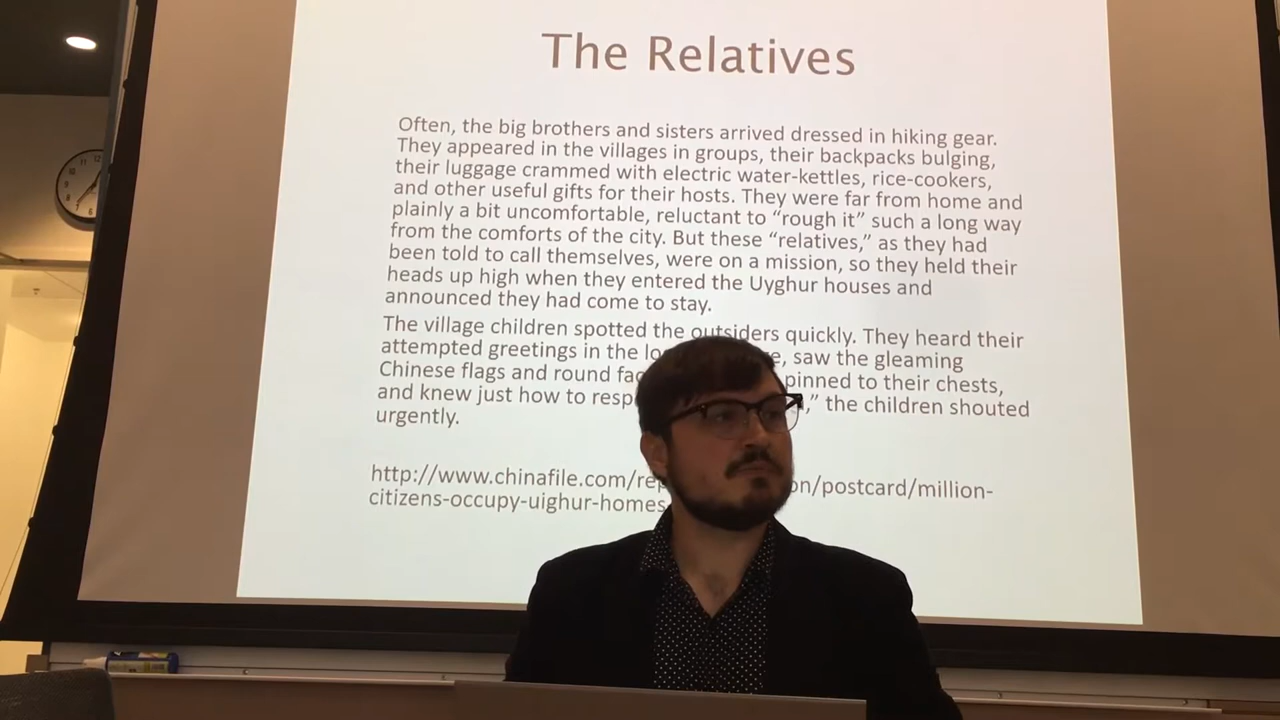 The Relatives
Often, the big brothers and sisters arrived dressed in hiking gear.
They appeared in the villages in groups, their backpacks bulging,
their luggage crammed with electric water-kettles, rice-cookers,
and other useful gifts for their hosts. They were far from home and
plainly a bit uncomfortable, reluctant to “rough it” such a long way
from the comforts of the city. But these “relatives,” as they had
been told to call themselves, were on a mission, so they held their
heads up high when they entered the Uyghur houses and
announced they had come to stay.
The village children spotted the outsiders quickly. They heard their
attempted greetings in the saw the gleaming
Chinese flags and round pinned to their chests,
and knew just how to ,” the children shouted
urgently.
http://www.chinafile.com/ on/postcard/million-
citizens-occupy-uighur-homes